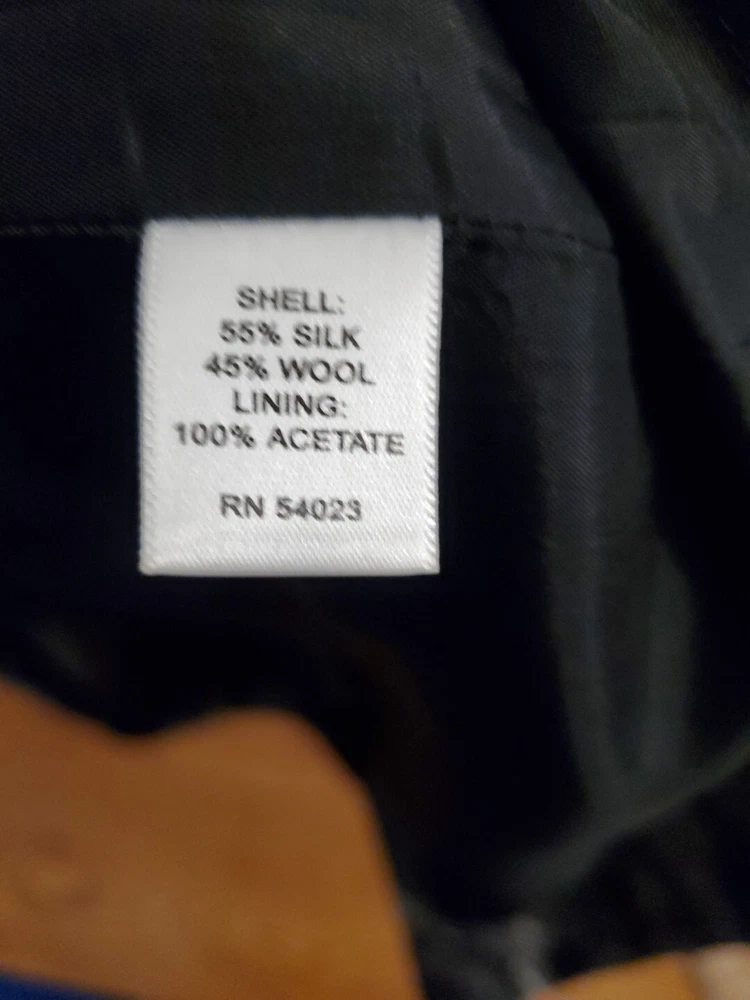 SHELL:
55% SILK
45% WOOL
LINING:
100% ACETATE
RN 54023